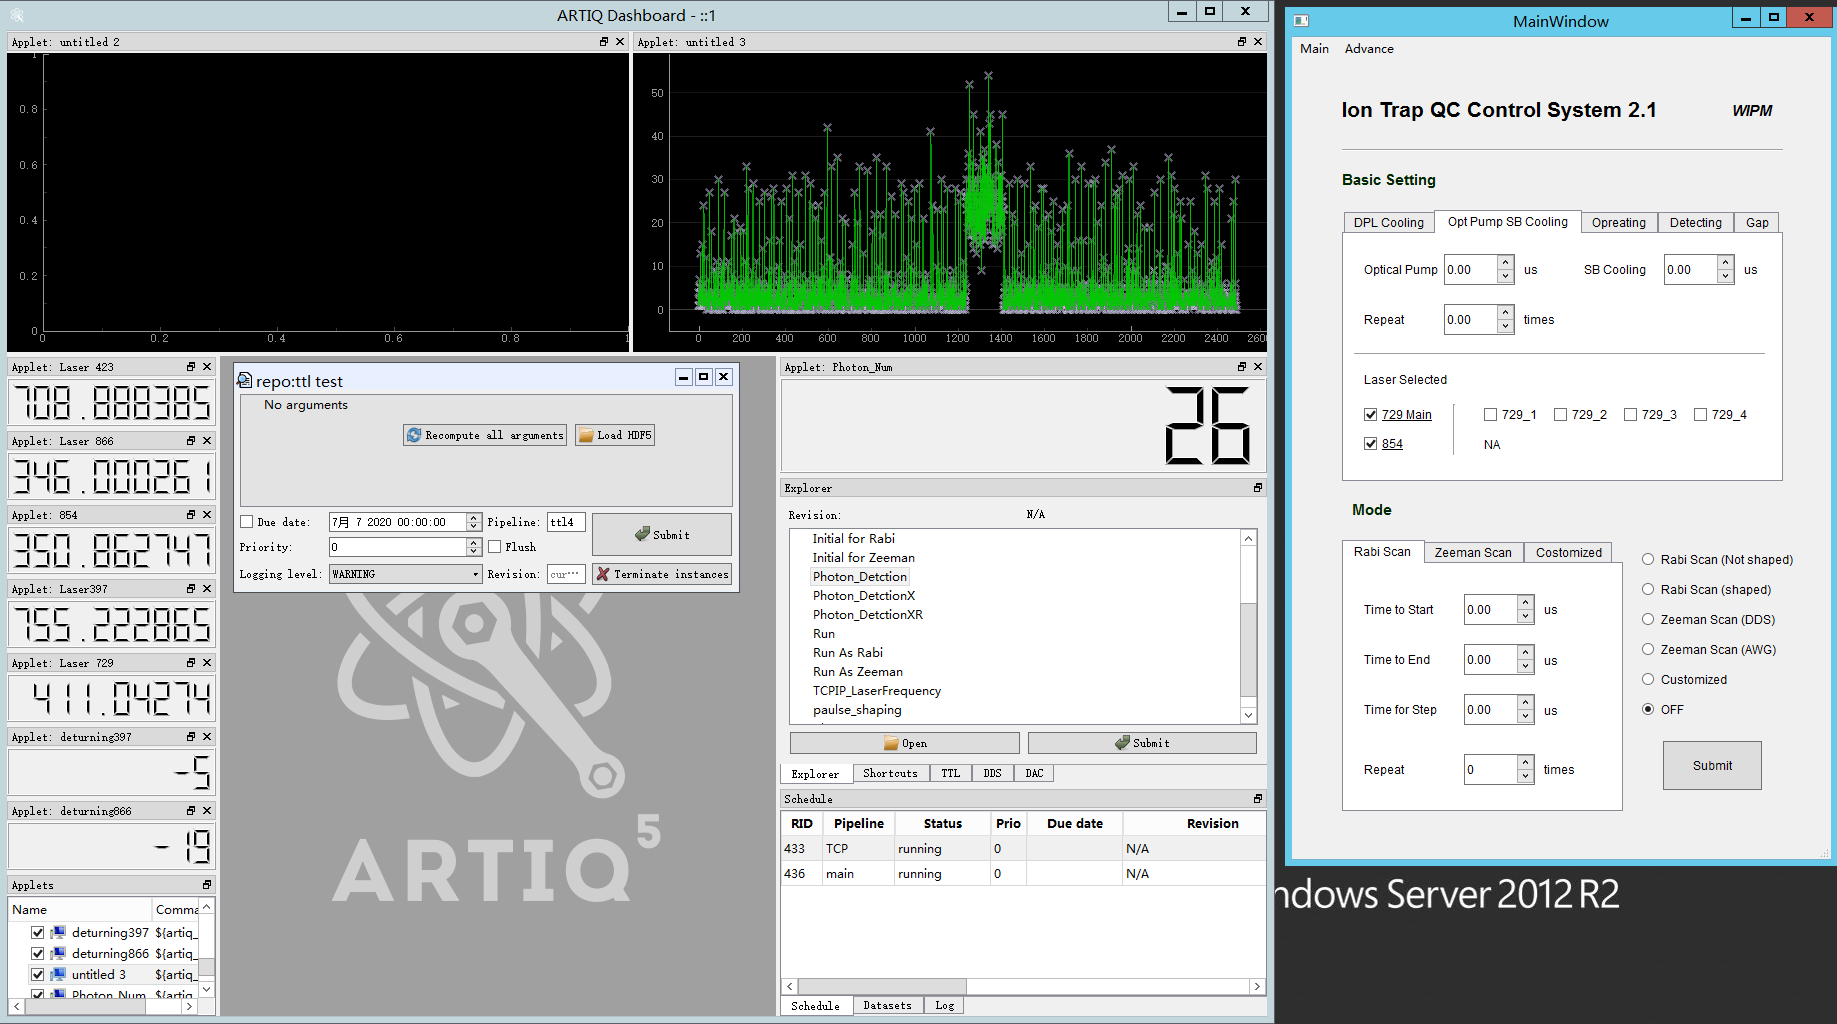 ARTIQ Dashboard - ::1
Applet: untitled 2
1
0.8
0.6
0.4
0.2
0
0 0.2 0.4 0.6 0.8 1
Applet: untitled 3
50
40
30
20
10
0
0 200 400 600 800 1000 1200 1400 1600 1800 2000 2200 2400 2600
Applet: Laser 423
708.888385
Applet: Laser 866
346.000261
Applet: 854
350.862747
Applet: Laser397
755.222865
Applet: Laser 729
411.04274
Applet: deturning397
-5
Applet: deturning866
-19
Applets
Name Comma
deturning397 ${artiq_
deturning866 ${artiq_
untitled 3 ${artiq_
Photon_Num ${artiq_
repo:ttl test
No arguments
Recompute all arguments
Load HDF5
Due date: 7月 7 2020 00:00:00 Pipeline: ttl4
Submit
Priority: 0 Flush
Logging level: WARNING Revision: cur···
Terminate instances
ARTIQ 5
Applet: Photon_Num
26
Explorer
Revision: N/A
Initial for Rabi
Initial for Zeeman
Photon_Detction
Photon_DetctionX
Photon_DetctionXR
Run
Run As Rabi
Run As Zeeman
TCPIP_LaserFrequency
paulse_shaping
Open Submit
Explorer Shortcuts TTL DDS DAC
Schedule
RID Pipeline Status Prio Due date Revision
433 TCP running 0 N/A
436 main running 0 N/A
Schedule Datasets Log
MainWindow
Main Advance
Ion Trap QC Control System 2.1 WIPM
Basic Setting
DPL Cooling Opt Pump SB Cooling Opreating Detecting Gap
Optical Pump 0.00 us SB Cooling 0.00 us
Repeat 0.00 times
Laser Selected
729 Main 729_1 729_2 729_3 729_4
854 NA
Mode
Rabi Scan Zeeman Scan Customized
Time to Start 0.00 us
Time to End 0.00 us
Time for Step 0.00 us
Repeat 0 times
Rabi Scan (Not shaped)
Rabi Scan (shaped)
Zeeman Scan (DDS)
Zeeman Scan (AWG)
Customized
OFF
Submit
ndows Server 2012 R2